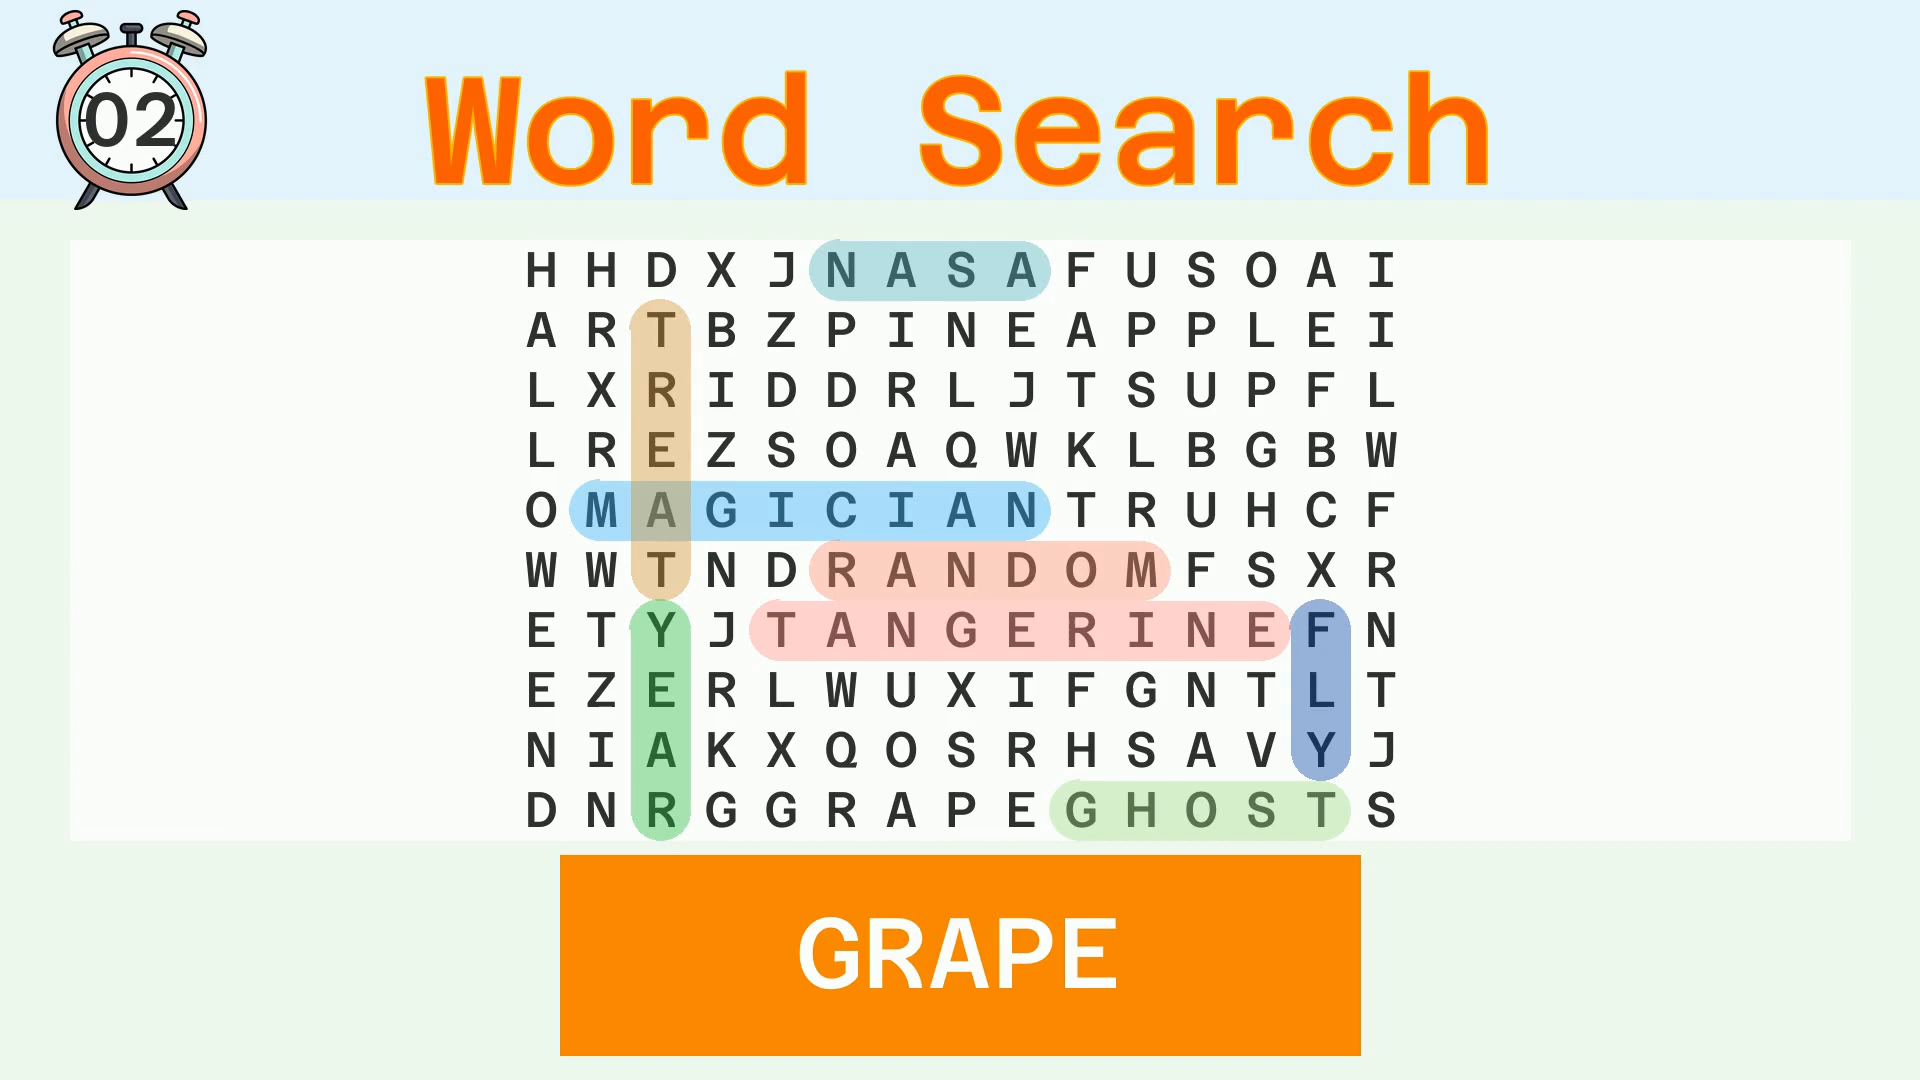 02
Word Search
H H D X J N A S A F U S O A I
A R T B Z P I N E A P P L E I
L X R I D D R L J T S U P F L
L R E Z S O A Q W K L B G B W
O M A G I C I A N T R U H C F
W W T N D R A N D O M F S X R
E T Y J T A N G E R I N E F N
E Z E R L W U X I F G N T L T
N I A K X Q O S R H S A V Y J
D N R G G R A P E G H O S T S
GRAPE